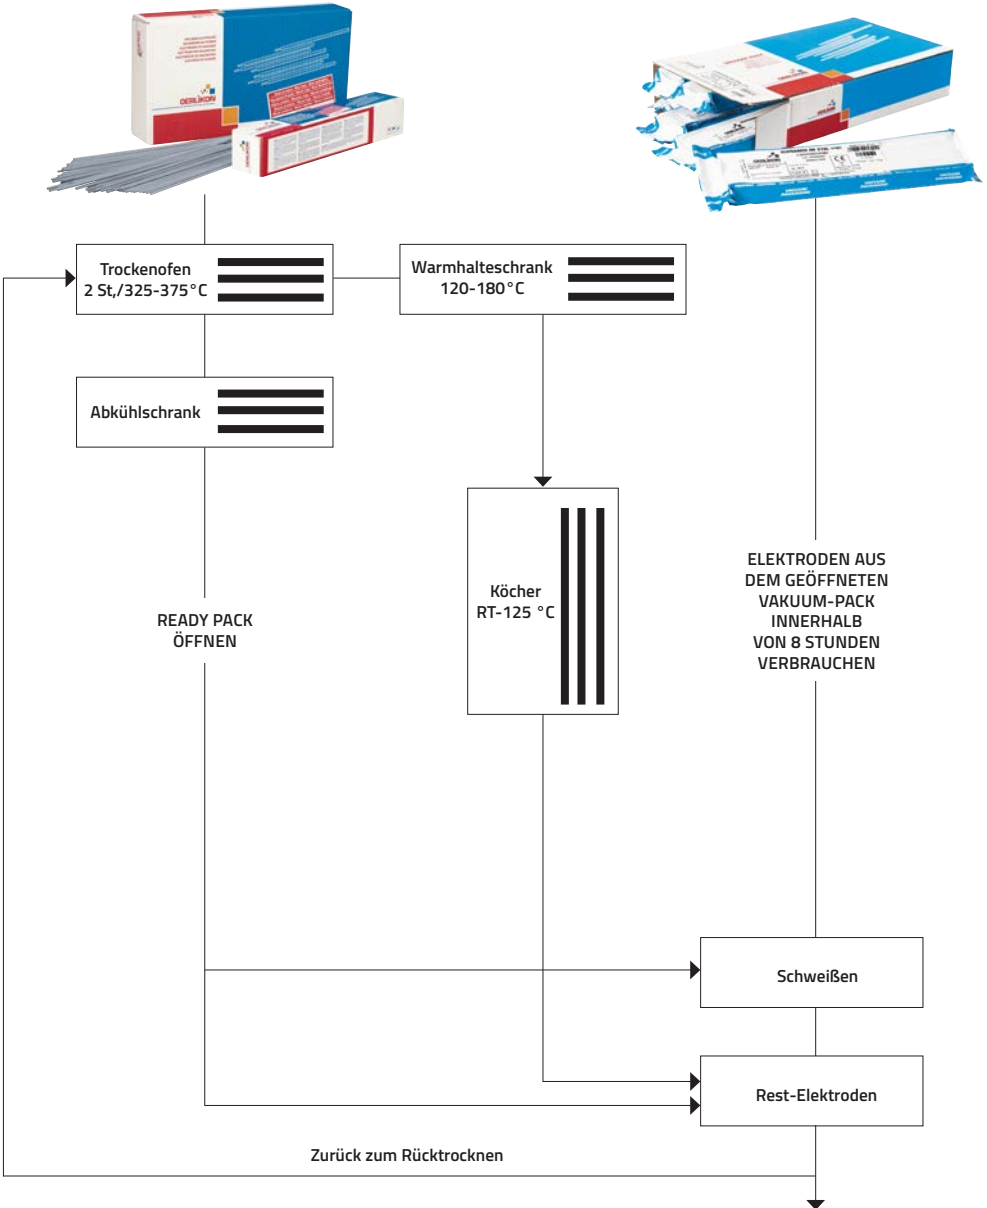 OERLIKON
OERLIKON
Trockenofen
2 St,/325-375°C
Warmhalteschrank
120-180°C
Abkühlschrank
Köcher
RT-125 °C
READY PACK
ÖFFNEN
ELEKTRODEN AUS
DEM GEÖFFNETEN
VAKUUM-PACK
INNERHALB
VON 8 STUNDEN
VERBRAUCHEN
Schweißen
Rest-Elektroden
Zurück zum Rücktrocknen